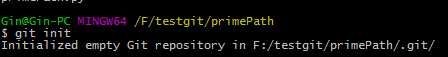 Gin@Gin-PC MINGW64 /F/testgit/primePath
$ git init
Initialized empty Git repository in F:/testgit/primePath/.git/